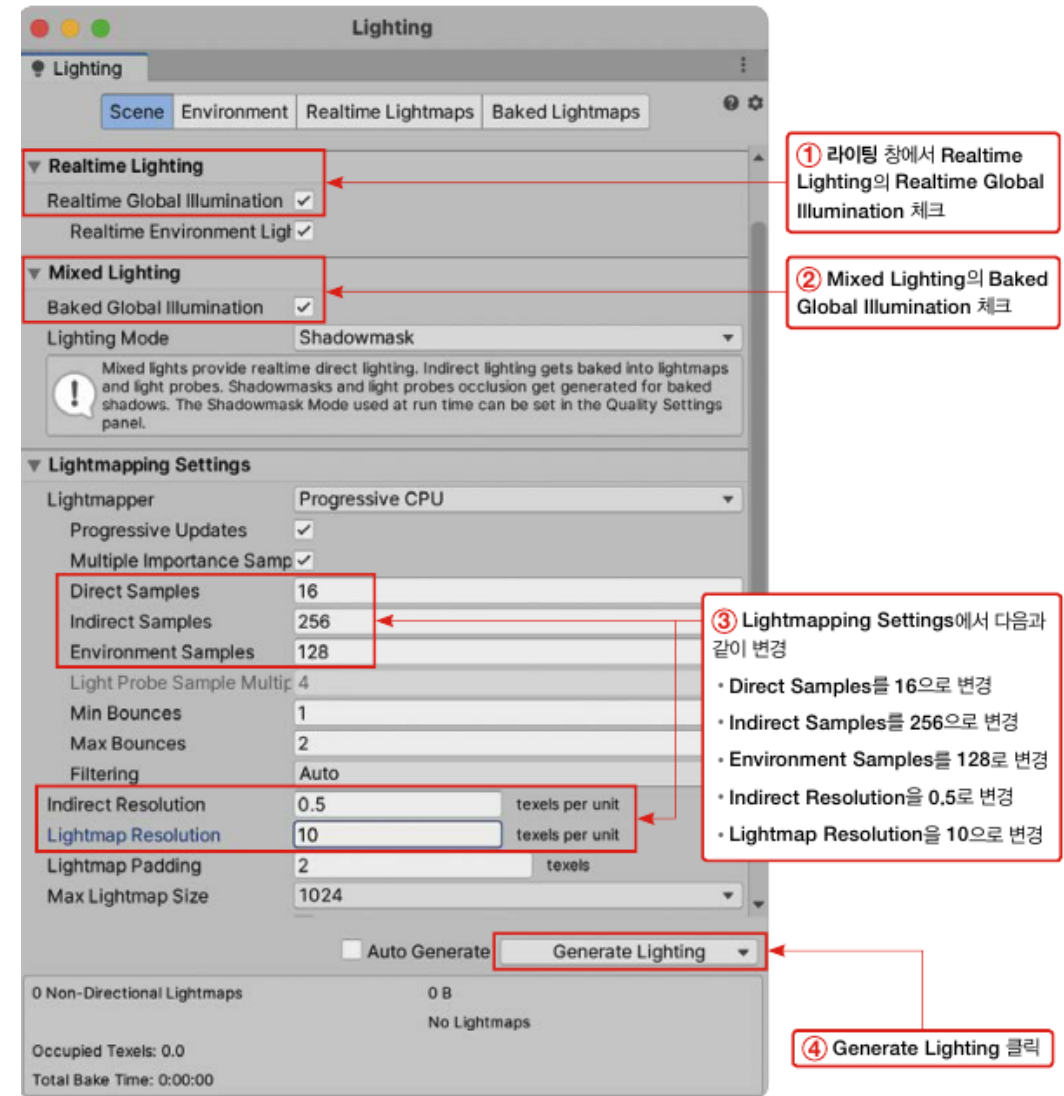 Lighting
Lighting
Scene Environment Realtime Lightmaps Baked Lightmaps
Realtime Lighting
Realtime Global Illumination
Realtime Environment Ligh
Mixed Lighting
Baked Global Illumination
Lighting Mode Shadowmask
Mixed lights provide realtime direct lighting. Indirect lighting gets baked into lightmaps
and light probes. Shadowmasks and light probes occlusion get generated for baked
shadows. The Shadowmask Mode used at run time can be set in the Quality Settings
panel.
Lightmapping Settings
Lightmapper Progressive CPU
Progressive Updates
Multiple Importance Samp
Direct Samples 16
Indirect Samples 256
Environment Samples 128
Light Probe Sample Multip 4
Min Bounces 1
Max Bounces 2
Filtering Auto
Indirect Resolution 0.5 texels per unit
Lightmap Resolution 10 texels per unit
Lightmap Padding 2 texels
Max Lightmap Size 1024
Auto Generate Generate Lighting
0 Non-Directional Lightmaps 0 B
No Lightmaps
Occupied Texels: 0.0
Total Bake Time: 0:00:00
① 라이팅 창에서 Realtime
Lighting의 Realtime Global
Illumination 체크
② Mixed Lighting의 Baked
Global Illumination 체크
③ Lightmapping Settings에서 다음과
같이 변경
• Direct Samples를 16으로 변경
• Indirect Samples를 256으로 변경
• Environment Samples를 128로 변경
• Indirect Resolution을 0.5로 변경
• Lightmap Resolution을 10으로 변경
④ Generate Lighting 클릭